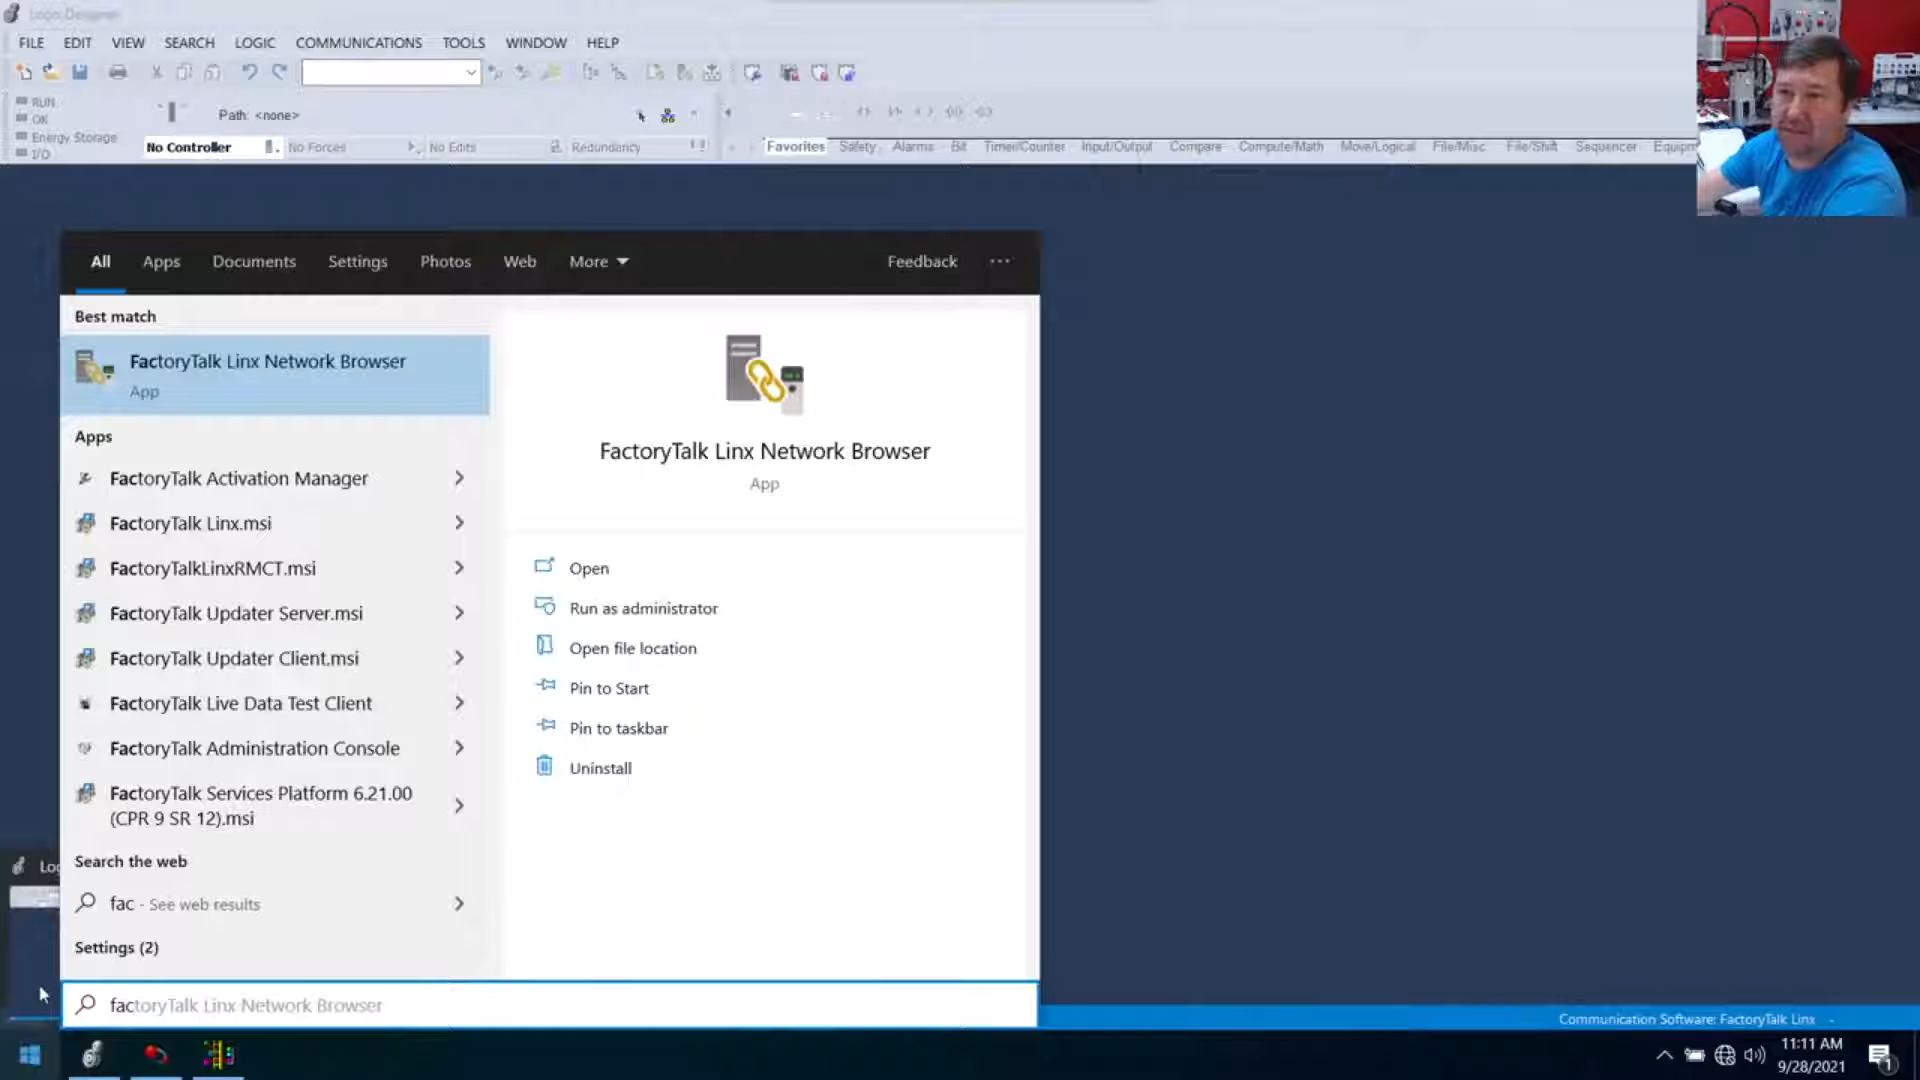 Logix Designer
FILE EDIT VIEW SEARCH LOGIC COMMUNICATIONS TOOLS WINDOW HELP
RUN
OK
Energy Storage
I/O
Path: <none>
No Controller No Forces No Edits Redundancy
Favorites Safety Alarms Bit Timer/Counter Input/Output Compare Compute/Math Move/Logical File/Misc File/Shift Sequencer Equipm
All Apps Documents Settings Photos Web More Feedback ...
Best match
FactoryTalk Linx Network Browser
App
Apps
FactoryTalk Activation Manager
FactoryTalk Linx.msi
FactoryTalkLinxRMCT.msi
FactoryTalk Updater Server.msi
FactoryTalk Updater Client.msi
FactoryTalk Live Data Test Client
FactoryTalk Administration Console
FactoryTalk Services Platform 6.21.00
(CPR 9 SR 12).msi
Search the web
fac - See web results
Settings (2)
factoryTalk Linx Network Browser
FactoryTalk Linx Network Browser
App
Open
Run as administrator
Open file location
Pin to Start
Pin to taskbar
Uninstall
Log
Communication Software: FactoryTalk Linx
11:11 AM
9/28/2021
1